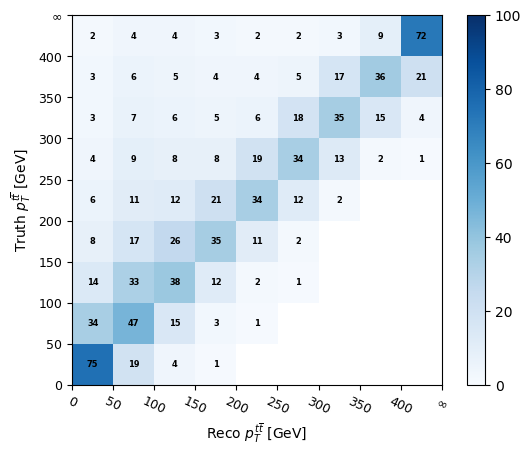 ∞ 2 4 4 3 2 2 3 9 72 100
400 3 6 5 4 4 5 17 36 21
350 3 7 6 5 6 18 35 15 4 80
300 4 9 8 8 19 34 13 2 1
250 6 11 12 21 34 12 2 60
200 8 17 26 35 11 2 40
150 14 33 38 12 2 1
100 34 47 15 3 1 20
50 75 19 4 1
0 0
0 50 100 150 200 250 300 350 400 ∞
Reco $p_T^{t\bar{t}}$ [GeV]
Truth $p_T^{t\bar{t}}$ [GeV]